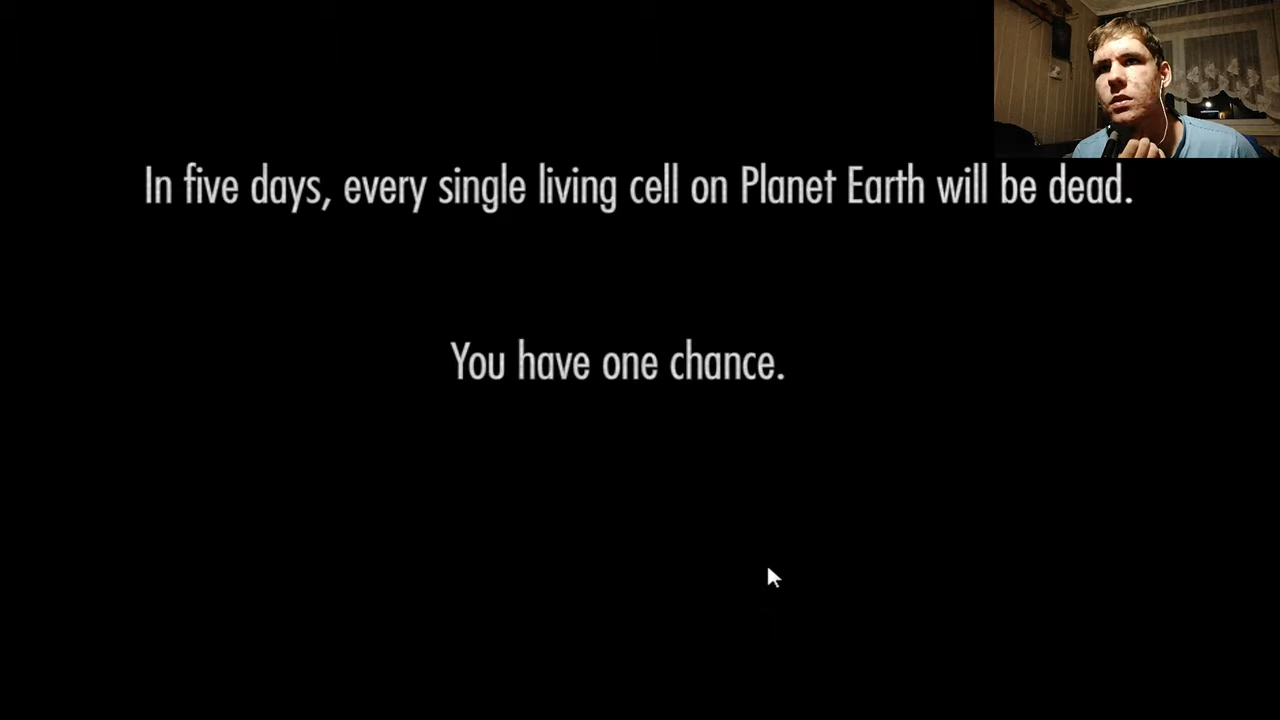 In five days, every single living cell on Planet Earth will be dead.
You have one chance.